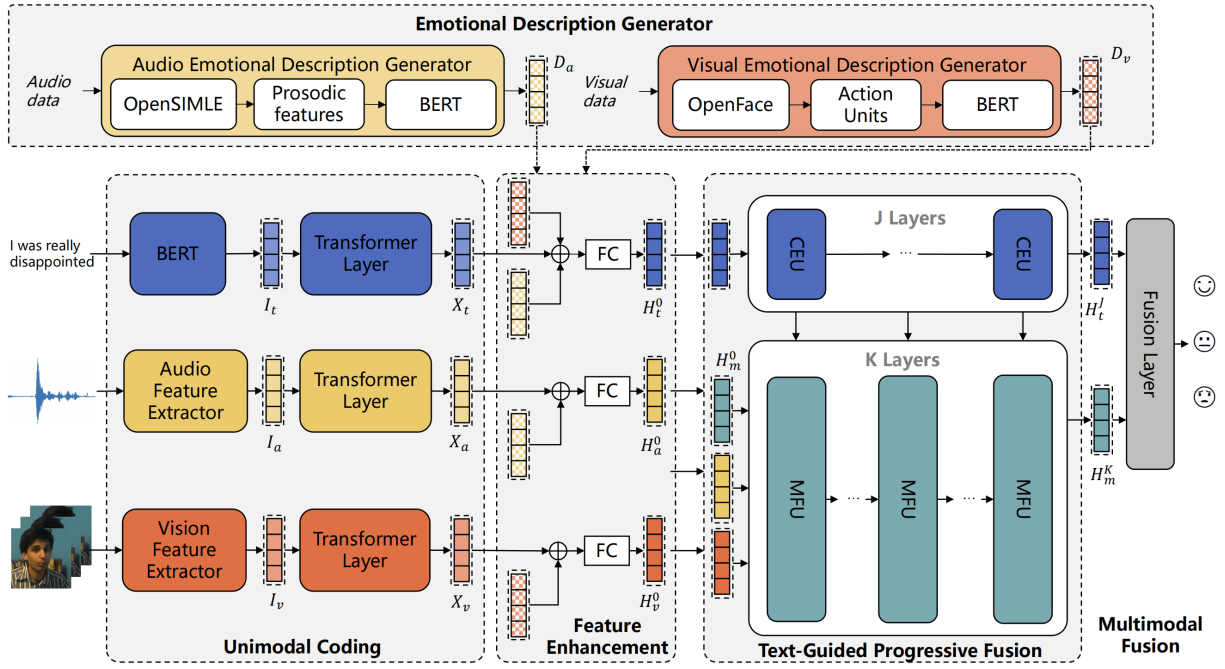 Emotional Description Generator
Audio
data
Audio Emotional Description Generator
OpenSIMLE
Prosodic
features
BERT
D_a
Visual
data
Visual Emotional Description Generator
OpenFace
Action
Units
BERT
D_v
I was really
disappointed
BERT
I_t
Transformer
Layer
X_t
FC
H_t^0
J Layers
CEU
...
CEU
H_t^J
Audio
Feature
Extractor
I_a
Transformer
Layer
X_a
FC
H_a^0
H_m^0
K Layers
MFU
...
MFU
...
MFU
H_m^K
Fusion Layer
Vision
Feature
Extractor
I_v
Transformer
Layer
X_v
FC
H_v^0
Unimodal Coding
Feature
Enhancement
Text-Guided Progressive Fusion
Multimodal
Fusion